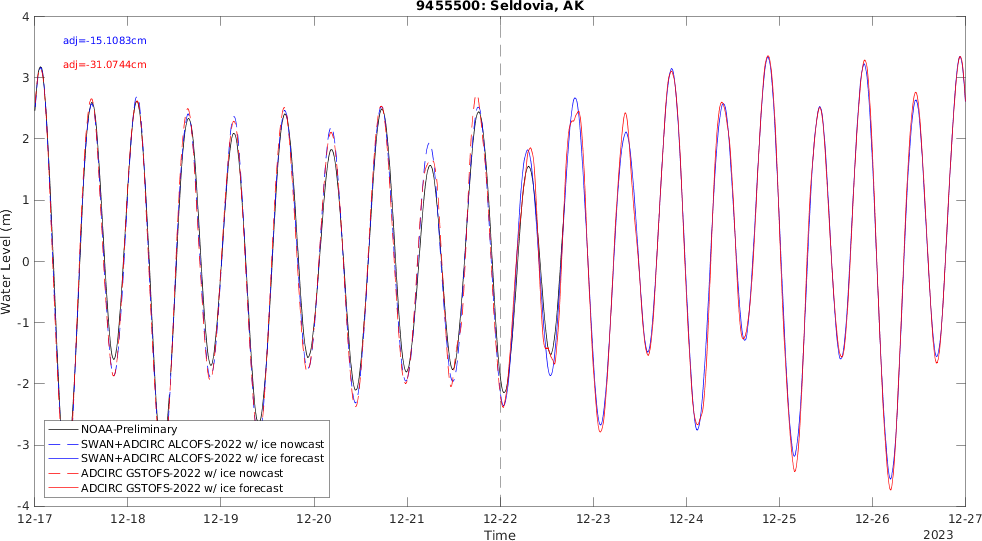 9455500: Seldovia, AK
adj=-15.1083cm
adj=-31.0744cm
Water Level (m)
4
3
2
1
0
-1
-2
-3
-4
NOAA-Preliminary
SWAN+ADCIRC ALCOFS-2022 w/ ice nowcast
SWAN+ADCIRC ALCOFS-2022 w/ ice forecast
ADCIRC GSTOFS-2022 w/ ice nowcast
ADCIRC GSTOFS-2022 w/ ice forecast
12-17 12-18 12-19 12-20 12-21 12-22 12-23 12-24 12-25 12-26 12-27
Time
2023